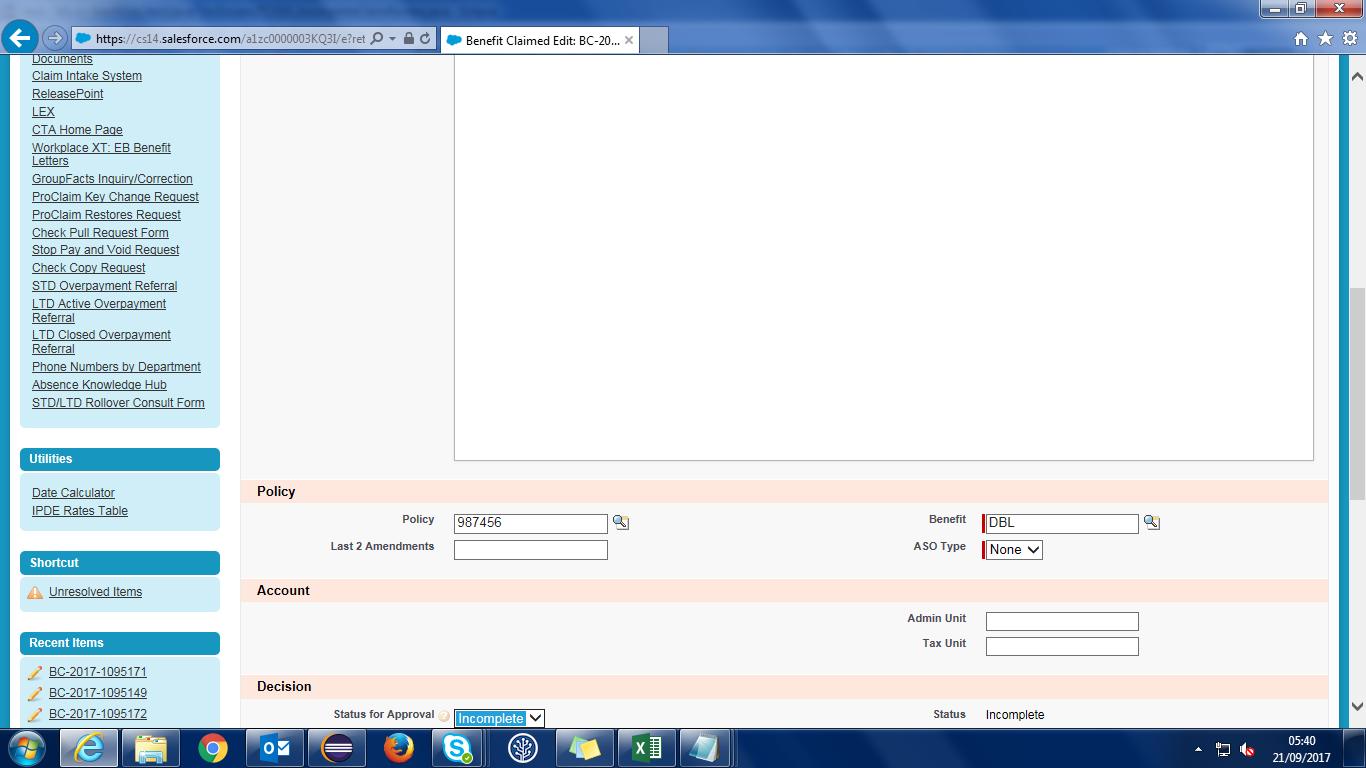 https://cs14.salesforce.com/a1zc0000003KQ3I/e?ret
Benefit Claimed Edit: BC-20...
Documents
Claim Intake System
ReleasePoint
LEX
CTA Home Page
Workplace XT: EB Benefit
Letters
GroupFacts Inquiry/Correction
ProClaim Key Change Request
ProClaim Restores Request
Check Pull Request Form
Stop Pay and Void Request
Check Copy Request
STD Overpayment Referral
LTD Active Overpayment
Referral
LTD Closed Overpayment
Referral
Phone Numbers by Department
Absence Knowledge Hub
STD/LTD Rollover Consult Form
Utilities
Date Calculator
IPDE Rates Table
Shortcut
Unresolved Items
Recent Items
BC-2017-1095171
BC-2017-1095149
BC-2017-1095172
Policy
Policy 987456 Benefit DBL
Last 2 Amendments ASO Type None
Account
Admin Unit
Tax Unit
Decision
Status for Approval Incomplete Status Incomplete
05:40
21/09/2017